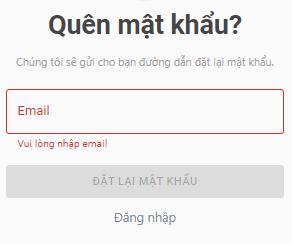 Quên mật khẩu?
Chúng tôi sẽ gửi cho bạn đường dẫn đặt lại mật khẩu.
Email
Vui lòng nhập email
ĐẶT LẠI MẬT KHẨU
Đăng nhập